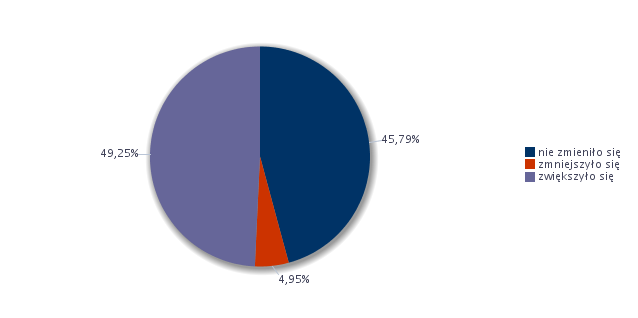 45,79%
49,25%
4,95%
nie zmieniło się
zmniejszyło się
zwiększyło się